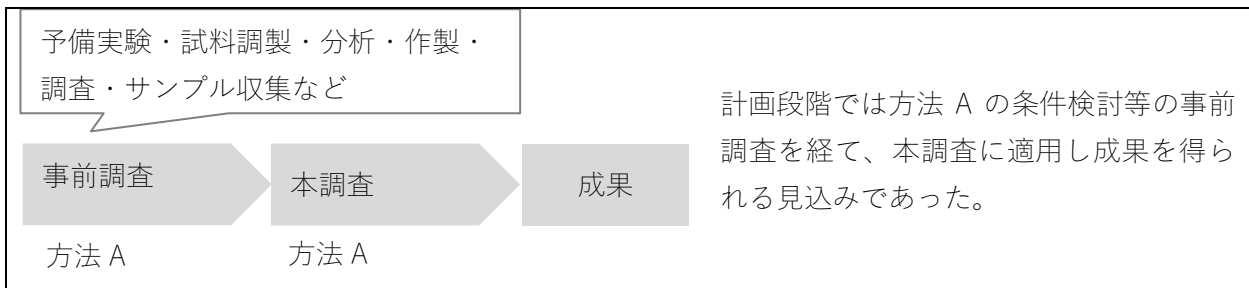 予備実験・試料調製・分析・作製・
調査・サンプル収集など
事前調査
本調査
成果
方法 A
方法 A
計画段階では方法 A の条件検討等の事前
調査を経て、本調査に適用し成果を得ら
れる見込みであった。